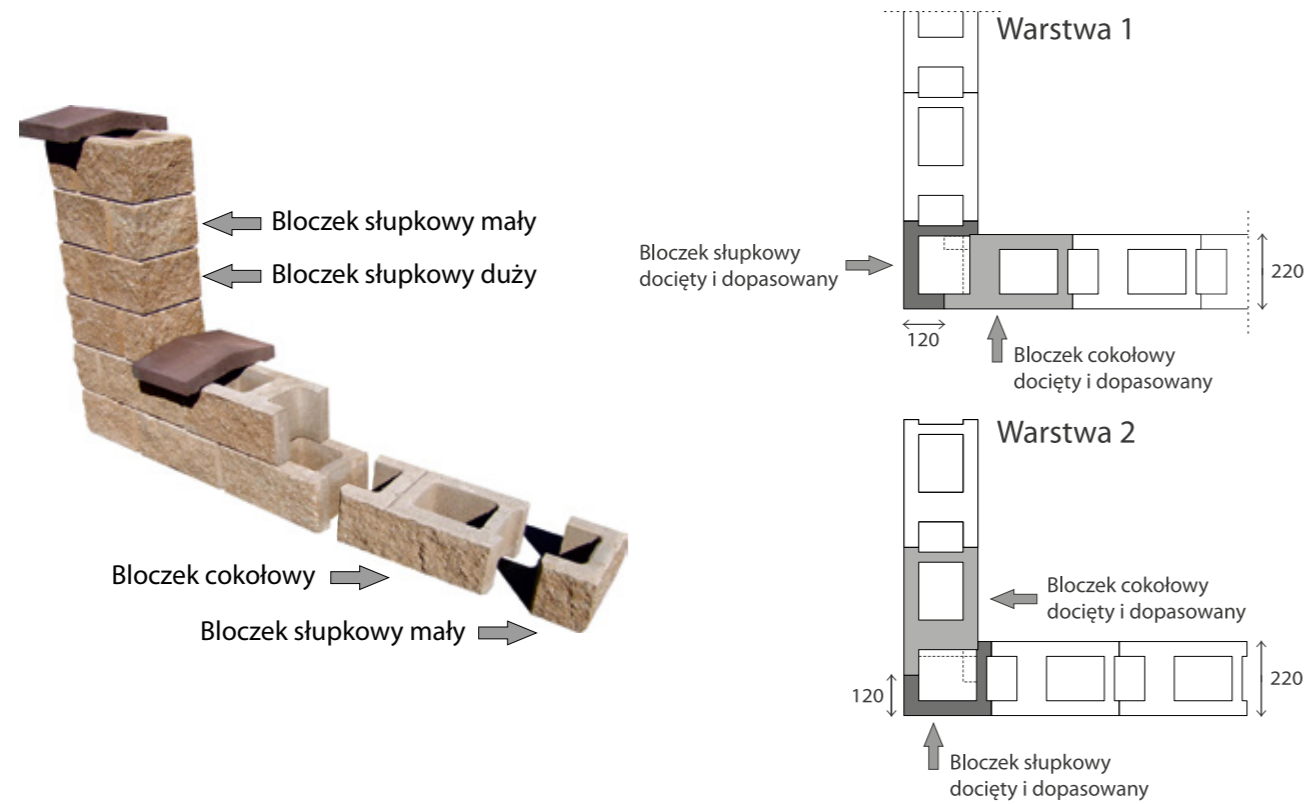 Bloczek słupkowy mały
Bloczek słupkowy duży
Bloczek cokołowy
Bloczek słupkowy mały
Warstwa 1
Bloczek słupkowy
docięty i dopasowany
220
120
Bloczek cokołowy
docięty i dopasowany
Warstwa 2
Bloczek cokołowy
docięty i dopasowany
120
220
Bloczek słupkowy
docięty i dopasowany